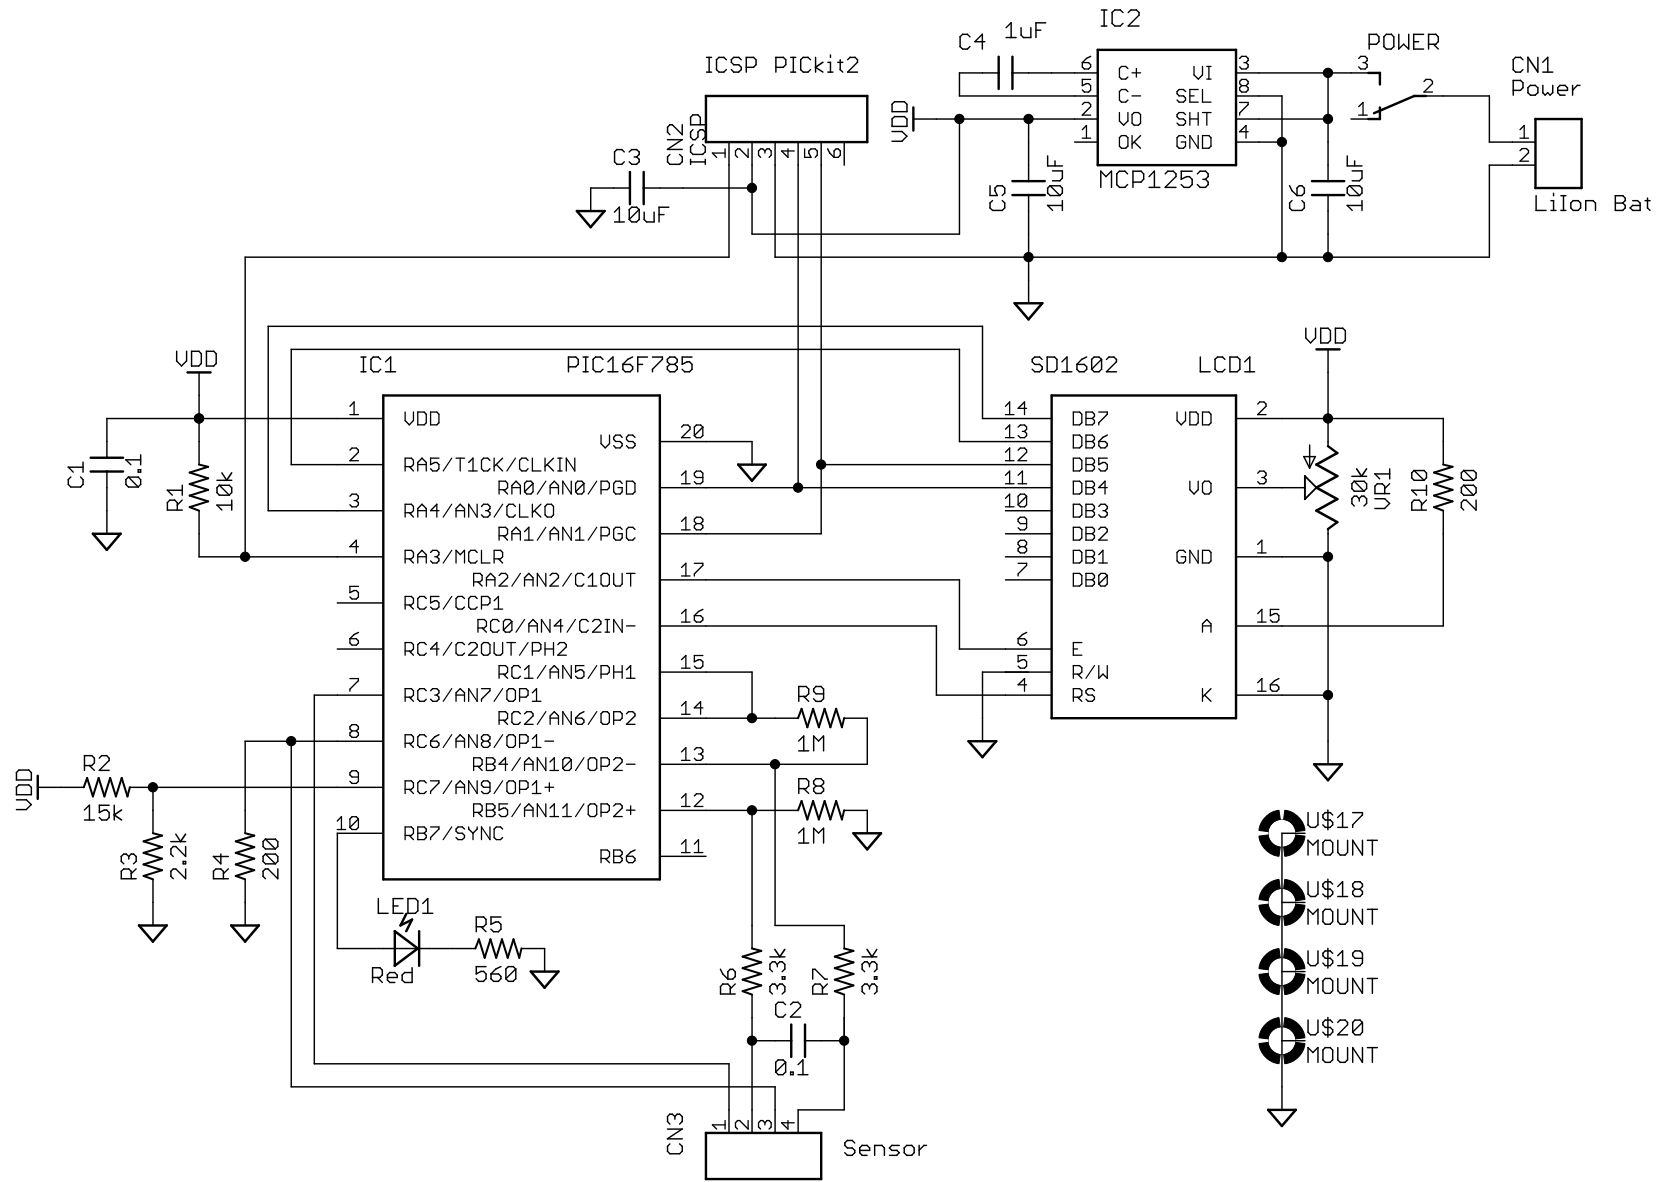 IC2
1uF
C4
POWER
ICSP PICkit2
CN1
Power
6 C+ VI 3
5 C- SEL 8
2 VO SHT 7
1 OK GND 4
MCP1253
3
2
1
1
2
LiIon Bat
VDD
CN2
ICSP
1 2 3 4 5 6
C3
10uF
C5
10uF
C6
10uF
VDD
VDD
IC1 PIC16F785
SD1602 LCD1
1 VDD
VSS 20
2 RA5/T1CK/CLKIN
RA0/AN0/PGD 19
3 RA4/AN3/CLKO
RA1/AN1/PGC 18
4 RA3/MCLR
RA2/AN2/C1OUT 17
5 RC5/CCP1
RC0/AN4/C2IN- 16
6 RC4/C2OUT/PH2
RC1/AN5/PH1 15
7 RC3/AN7/OP1
RC2/AN6/OP2 14
8 RC6/AN8/OP1-
RB4/AN10/OP2- 13
9 RC7/AN9/OP1+
RB5/AN11/OP2+ 12
10 RB7/SYNC
RB6 11
C1
0.1
R1
10k
14 DB7 VDD 2
13 DB6
12 DB5
11 DB4 VO 3
10 DB3
9 DB2
8 DB1 GND 1
7 DB0
A 15
6 E
5 R/W
4 RS K 16
30k
VR1
R10
200
R9
1M
R8
1M
VDD
R2
15k
R3
2.2k
R4
200
LED1
Red
R5
560
R6
3.3k
R7
3.3k
C2
0.1
U$17
MOUNT
U$18
MOUNT
U$19
MOUNT
U$20
MOUNT
CN3
1 2 3 4
Sensor